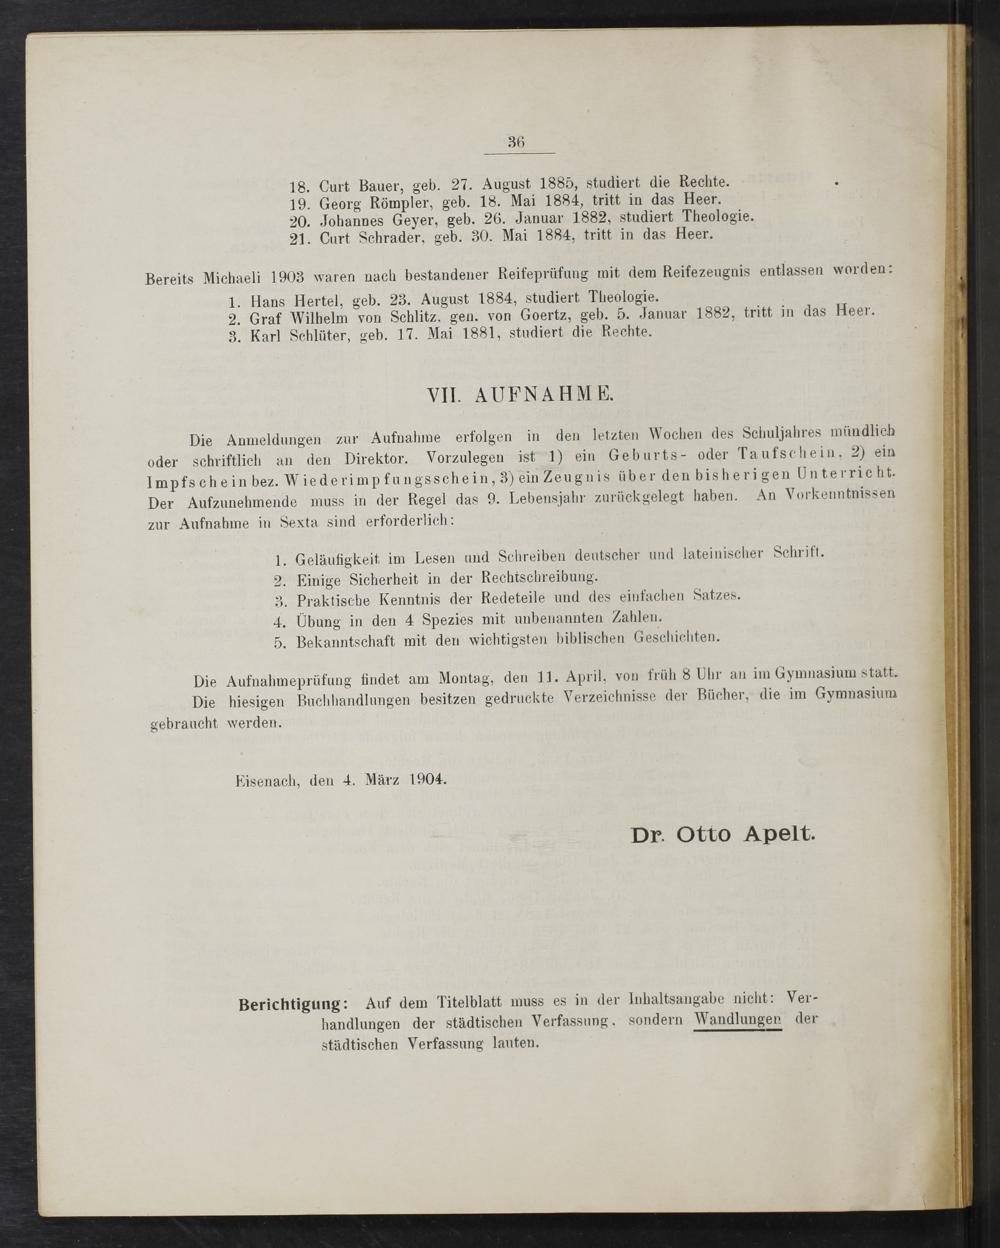 36
18. Curt Bauer, geb. 27. August 1885, studiert die Rechte.
19. Georg Römpler, geb. 18. Mai 1884, tritt in das Heer.
20. Johannes Geyer, geb. 26. Januar 1882, studiert Theologie.
21. Curt Schrader, geb. 30. Mai 1884, tritt in das Heer.
Bereits Michaeli 1903 waren nach bestandener Reifeprüfung mit dem Reifezeugnis entlassen worden:
1. Hans Hertel, geb. 23. August 1884, studiert Theologie.
2. Graf Wilhelm von Schlitz, gen. von Goertz, geb. 5. Januar 1882, tritt in das Heer.
3. Karl Schlüter, geb. 17. Mai 1881, studiert die Rechte.
VII. AUFNAHME.
Die Anmeldungen zur Aufnahme erfolgen in den letzten Wochen des Schuljahres mündlich
oder schriftlich an den Direktor. Vorzulegen ist 1) ein Geburts- oder Taufschein, 2) ein
Impfschein bez. Wiederimpfungsschein, 3) ein Zeugnis über den bisherigen Unterricht.
Der Aufzunehmende muss in der Regel das 9. Lebensjahr zurückgelegt haben. An Vorkenntnissen
zur Aufnahme in Sexta sind erforderlich:
1. Geläufigkeit im Lesen und Schreiben deutscher und lateinischer Schrift.
2. Einige Sicherheit in der Rechtschreibung.
3. Praktische Kenntnis der Redeteile und des einfachen Satzes.
4. Übung in den 4 Spezies mit unbenannten Zahlen.
5. Bekanntschaft mit den wichtigsten biblischen Geschichten.
Die Aufnahmeprüfung findet am Montag, den 11. April, von früh 8 Uhr an im Gymnasium statt.
Die hiesigen Buchhandlungen besitzen gedruckte Verzeichnisse der Bücher, die im Gymnasium
gebraucht werden.
Eisenach, den 4. März 1904.
Dr. Otto Apelt.
Berichtigung: Auf dem Titelblatt muss es in der Inhaltsangabe nicht: Ver-
handlungen der städtischen Verfassung, sondern Wandlungen der
städtischen Verfassung lauten.